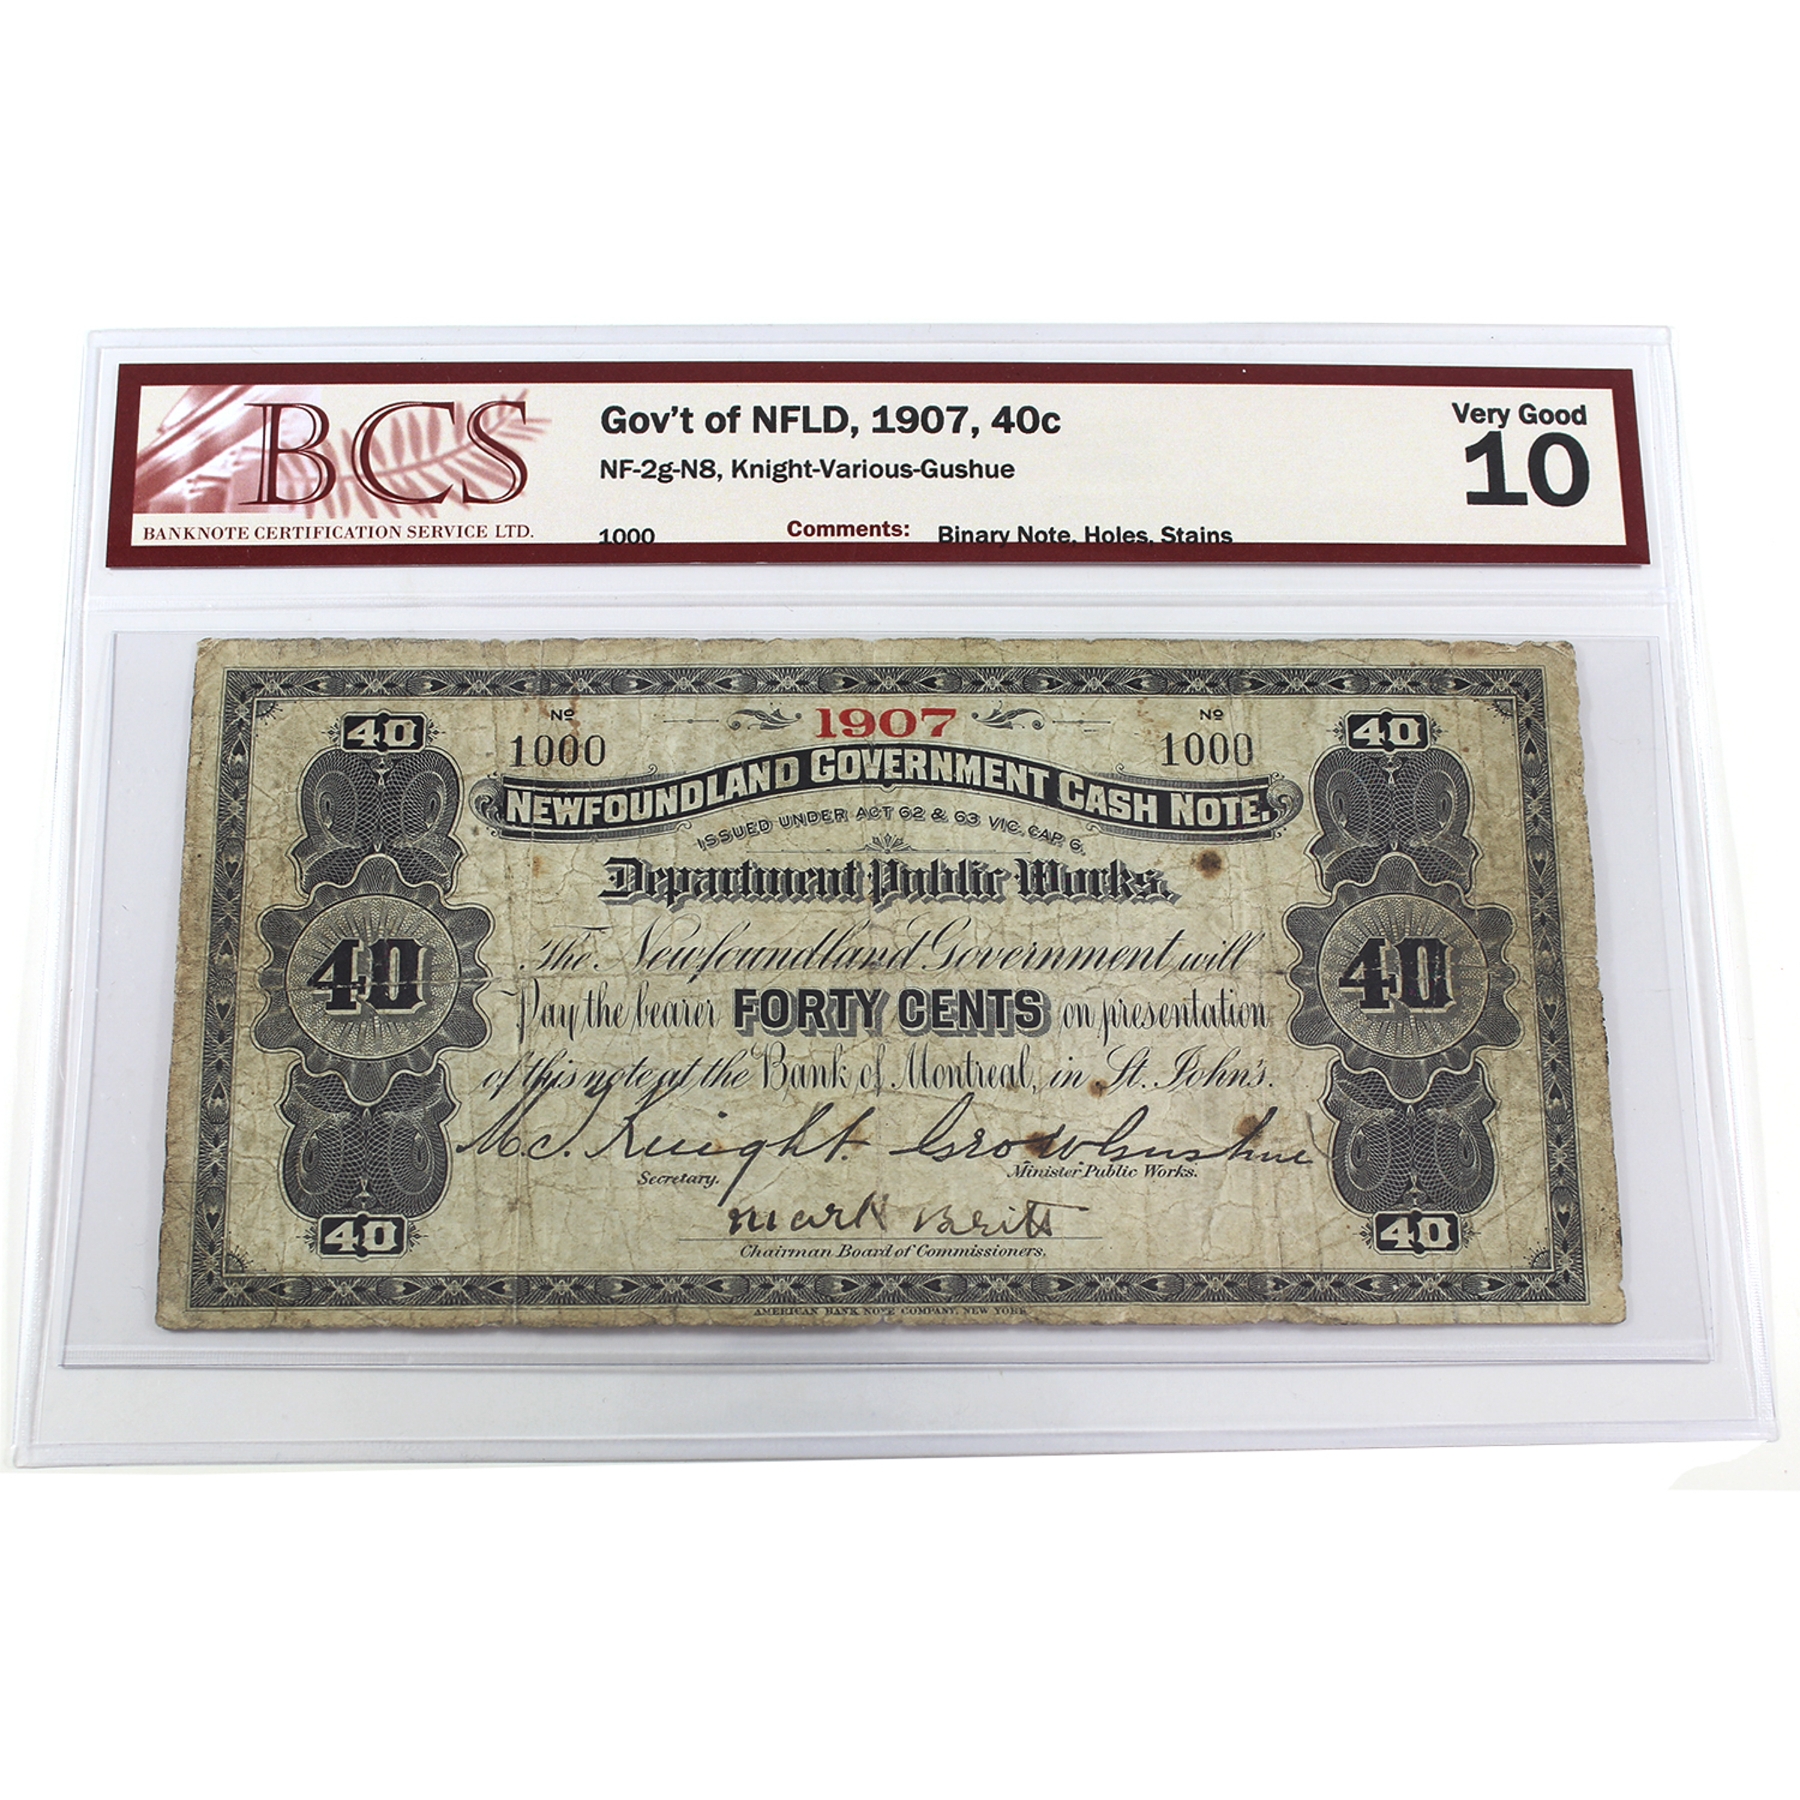 BCS
BANKNOTE CERTIFICATION SERVICE LTD.
Gov't of NFLD, 1907, 40c
NF-2g-N8, Knight-Various-Gushue
1000 Comments: Binary Note, Holes, Stains
Very Good
10
40 Nº 1907 Nº 40
1000 1000
NEWFOUNDLAND GOVERNMENT CASH NOTE.
ISSUED UNDER ACT 62 & 63 VIC. CAP. 6.
Department Public Works.
The Newfoundland Government will
40 Pay the bearer FORTY CENTS on presentation 40
of this note at the Bank of Montreal, in St. John's.
M. C. Knight. Geo W Gushue
Secretary. Minister Public Works.
Mark Britt
40 Chairman Board of Commissioners. 40
AMERICAN BANK NOTE COMPANY, NEW YORK